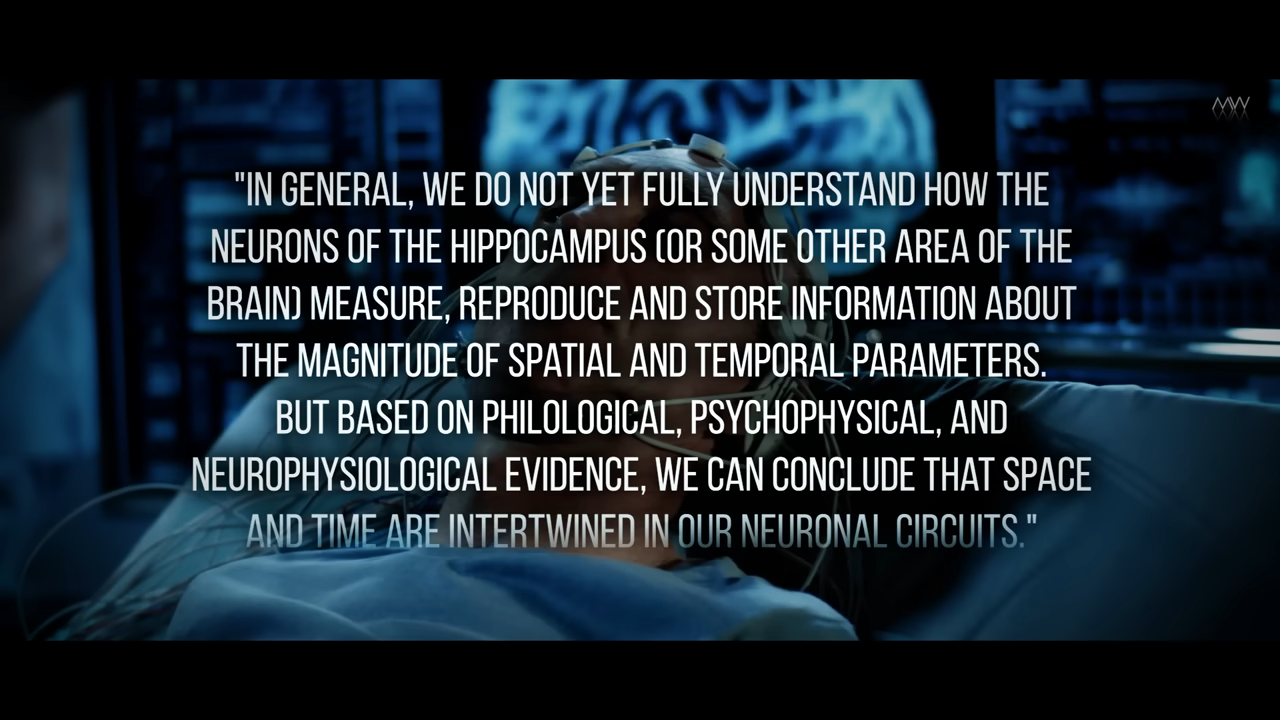 "IN GENERAL, WE DO NOT YET FULLY UNDERSTAND HOW THE
NEURONS OF THE HIPPOCAMPUS (OR SOME OTHER AREA OF THE
BRAIN) MEASURE, REPRODUCE AND STORE INFORMATION ABOUT
THE MAGNITUDE OF SPATIAL AND TEMPORAL PARAMETERS.
BUT BASED ON PHILOLOGICAL, PSYCHOPHYSICAL, AND
NEUROPHYSIOLOGICAL EVIDENCE, WE CAN CONCLUDE THAT SPACE
AND TIME ARE INTERTWINED IN OUR NEURONAL CIRCUITS."